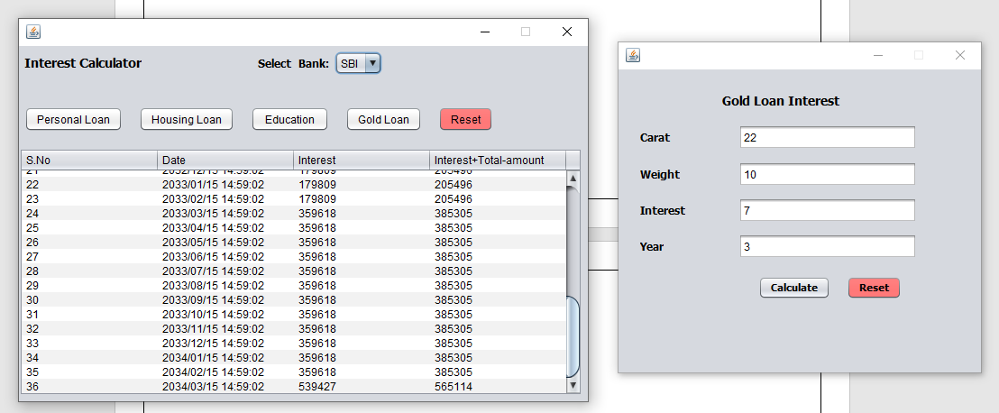 Interest Calculator
Select Bank: SBI
Personal Loan Housing Loan Education Gold Loan Reset
S.No Date Interest Interest+Total-amount
21 2032/12/15 14:59:02 179809 205496
22 2033/01/15 14:59:02 179809 205496
23 2033/02/15 14:59:02 179809 205496
24 2033/03/15 14:59:02 359618 385305
25 2033/04/15 14:59:02 359618 385305
26 2033/05/15 14:59:02 359618 385305
27 2033/06/15 14:59:02 359618 385305
28 2033/07/15 14:59:02 359618 385305
29 2033/08/15 14:59:02 359618 385305
30 2033/09/15 14:59:02 359618 385305
31 2033/10/15 14:59:02 359618 385305
32 2033/11/15 14:59:02 359618 385305
33 2033/12/15 14:59:02 359618 385305
34 2034/01/15 14:59:02 359618 385305
35 2034/02/15 14:59:02 359618 385305
36 2034/03/15 14:59:02 539427 565114
Gold Loan Interest
Carat 22
Weight 10
Interest 7
Year 3
Calculate Reset